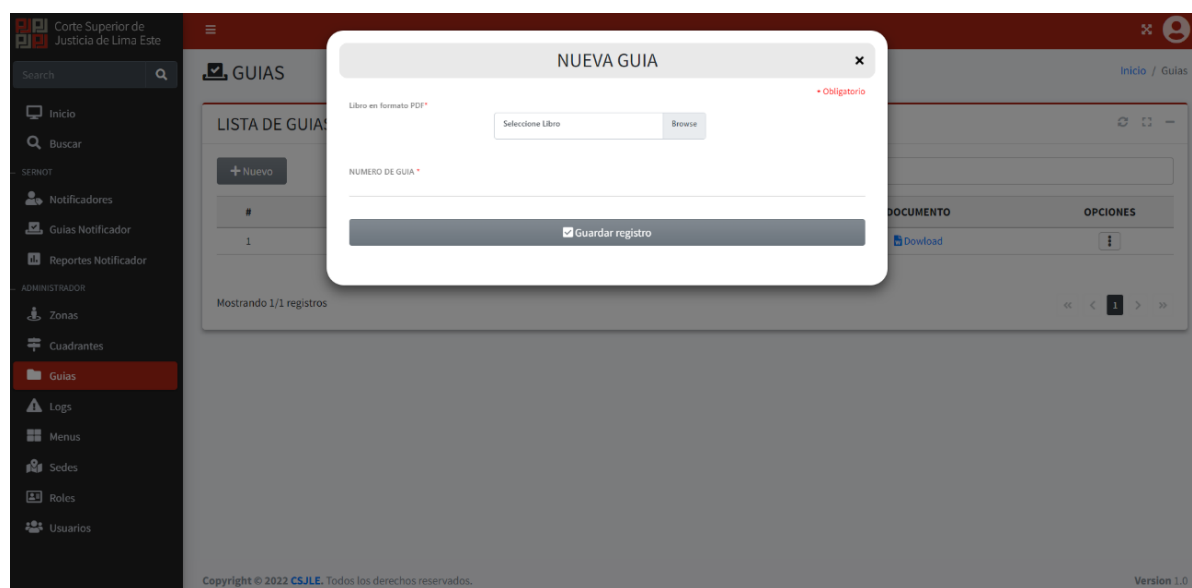 Corte Superior de
Justicia de Lima Este
Search
Inicio
Buscar
SERNOT
Notificadores
Guias Notificador
Reportes Notificador
ADMINISTRADOR
Zonas
Cuadrantes
Guias
Logs
Menus
Sedes
Roles
Usuarios
GUIAS
Inicio / Guias
LISTA DE GUIAS
+ Nuevo
# DOCUMENTO OPCIONES
1 Dowload
Mostrando 1/1 registros
« < 1 > »
NUEVA GUIA ×
* Obligatorio
Libro en formato PDF*
Seleccione Libro Browse
NUMERO DE GUIA *
Guardar registro
Copyright © 2022 CSJLE. Todos los derechos reservados.
Version 1.0